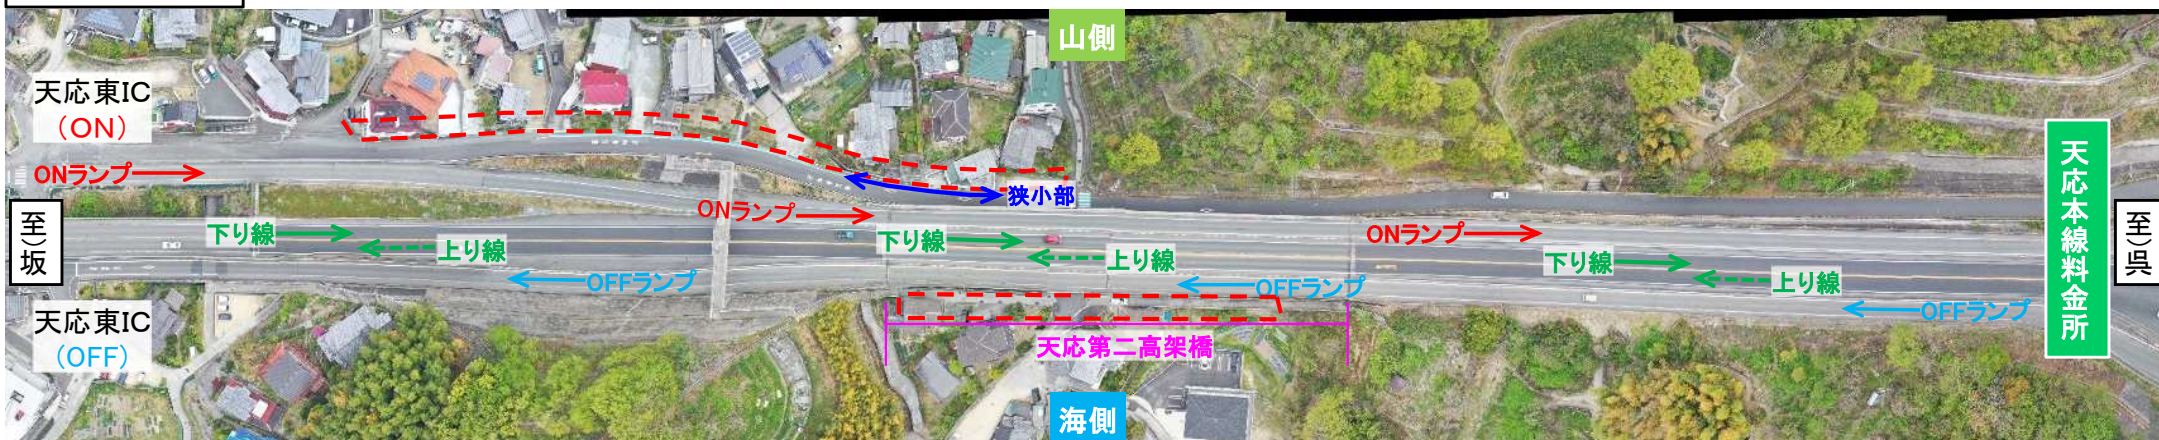 山側
天応東IC
（ON）
ONランプ
狭小部
ONランプ
ONランプ
至）坂
下り線
上り線
下り線
上り線
下り線
上り線
天応本線料金所
至）呉
OFFランプ
OFFランプ
OFFランプ
天応東IC
(OFF)
天応第二高架橋
海側